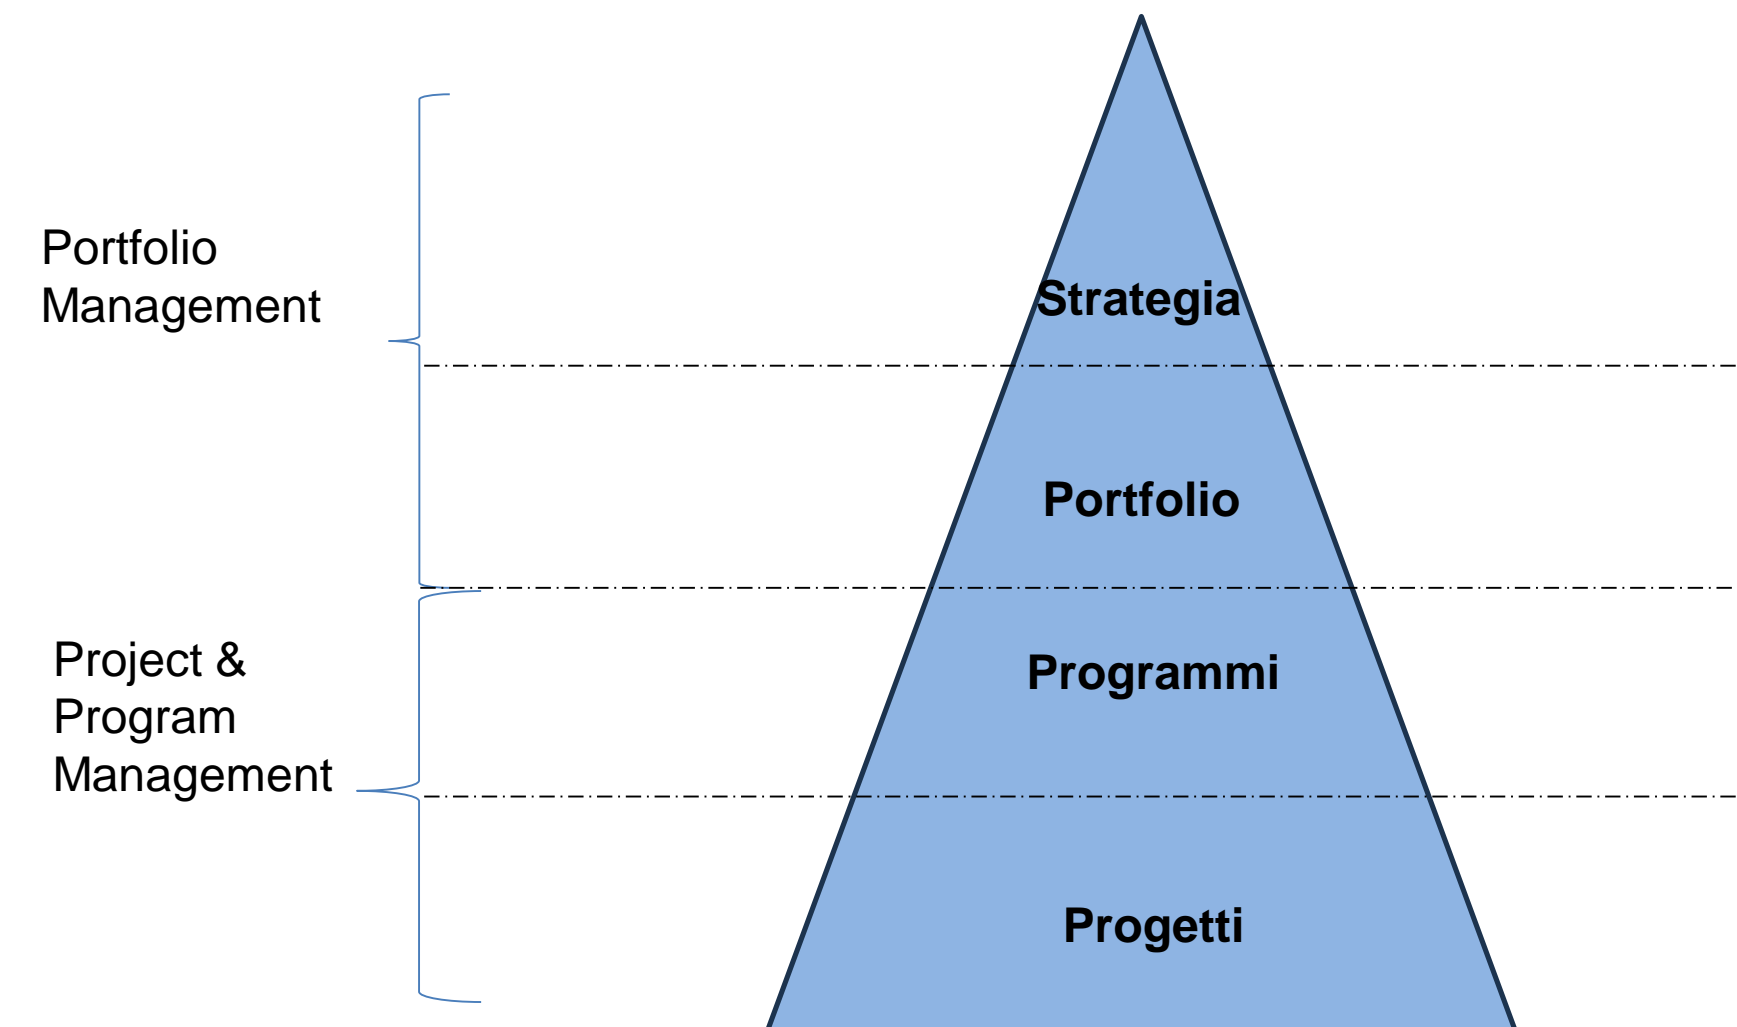 Portfolio
Management
Strategia
Portfolio
Project &
Program
Management
Programmi
Progetti